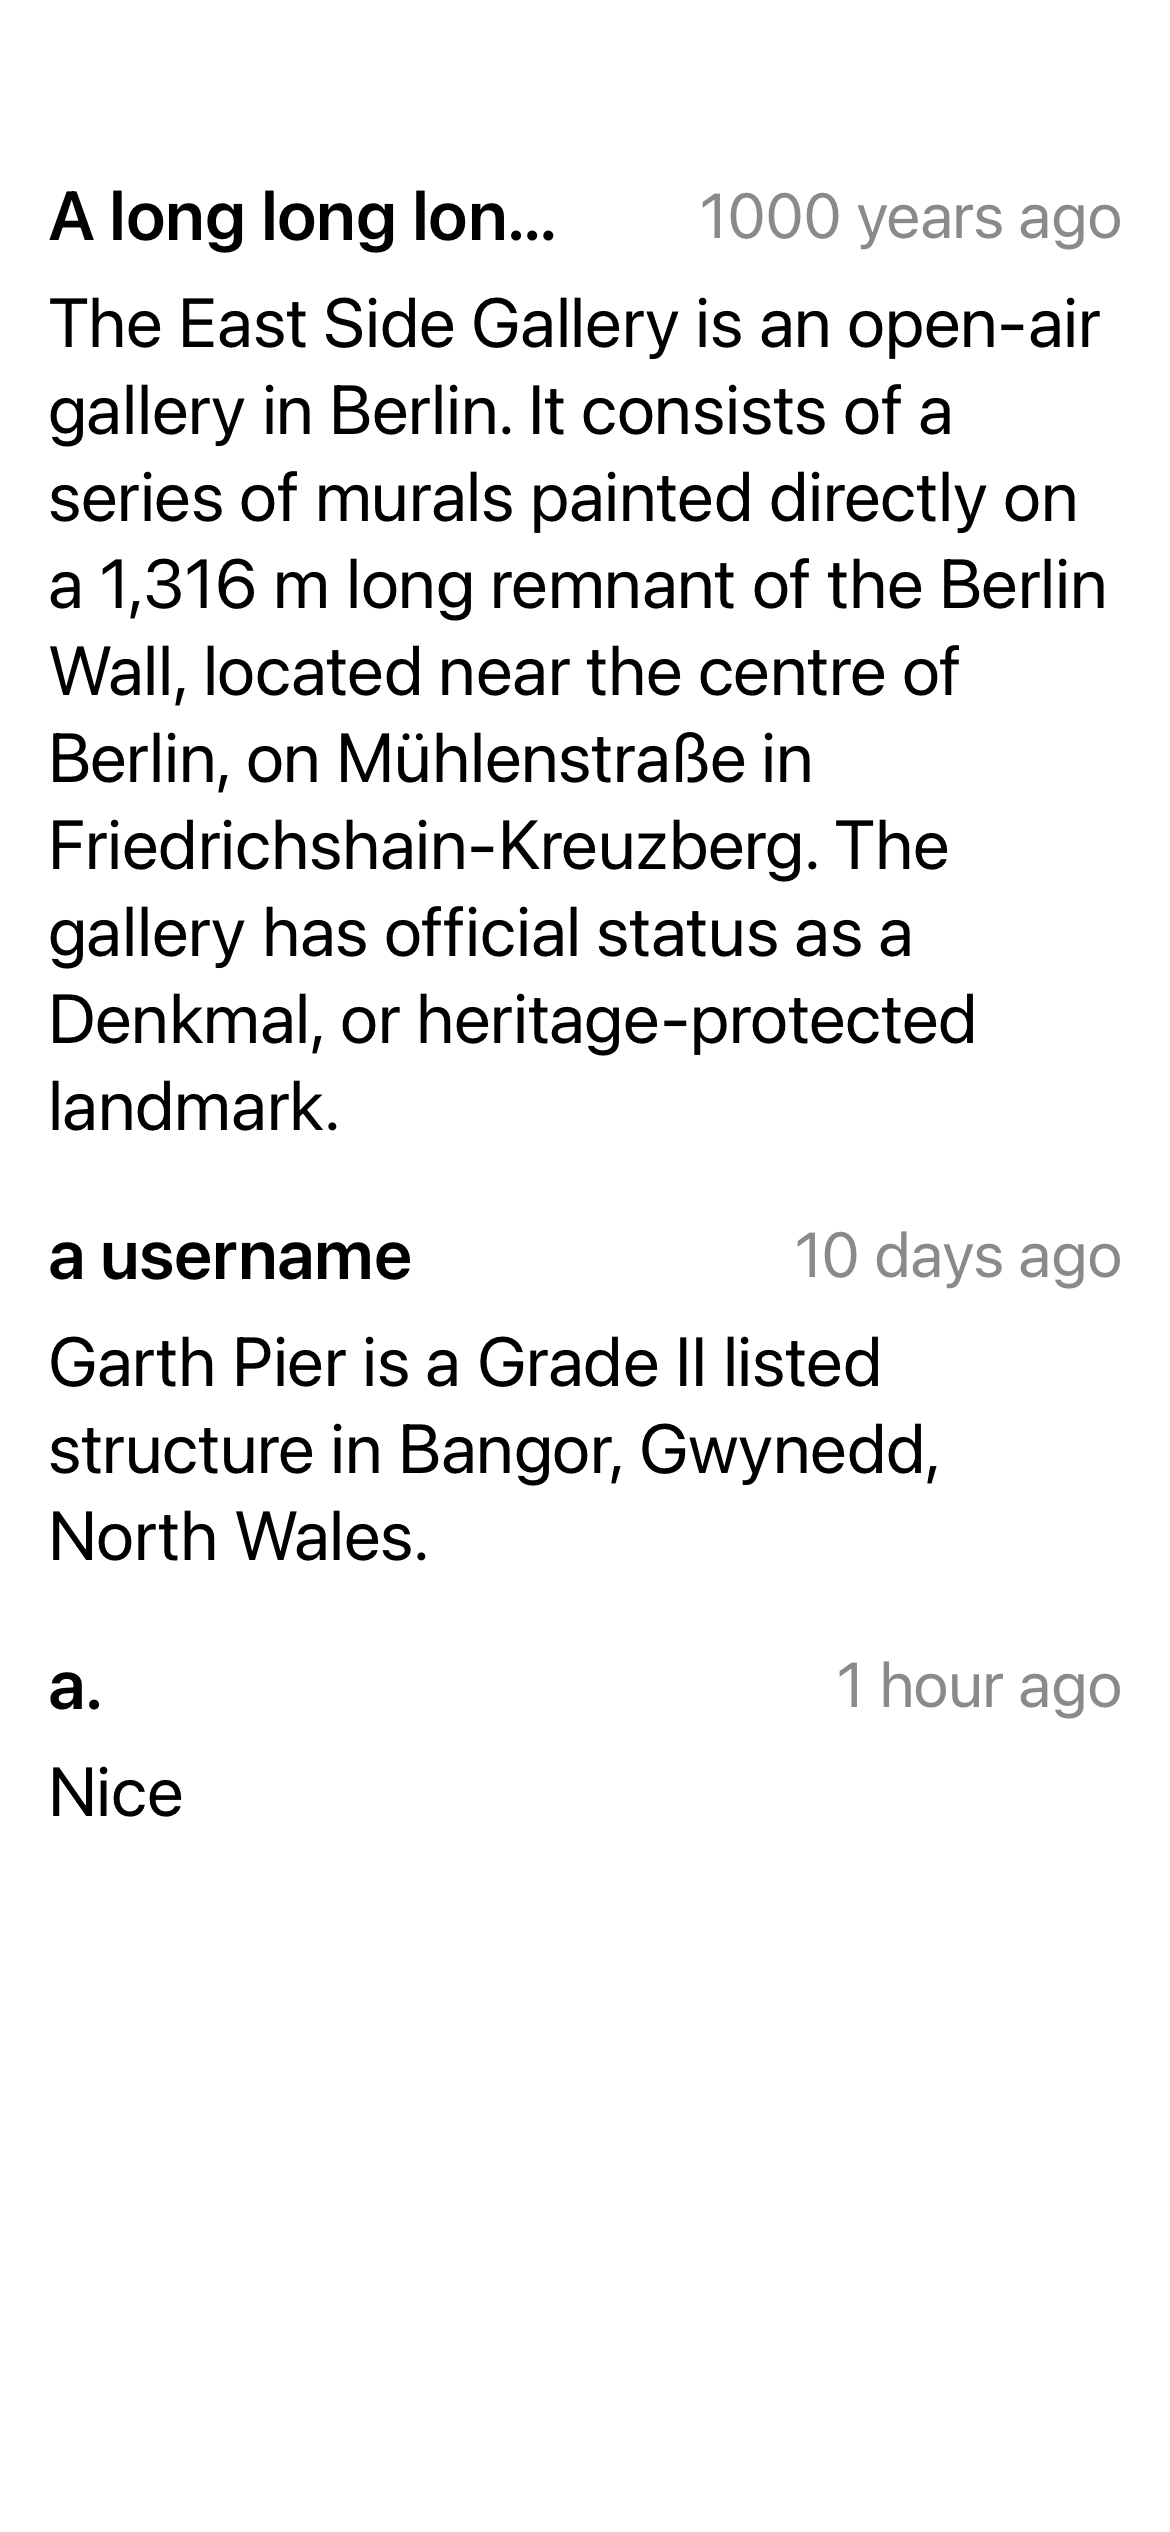 A long long lon...
1000 years ago
The East Side Gallery is an open-air
gallery in Berlin. It consists of a
series of murals painted directly on
a 1,316 m long remnant of the Berlin
Wall, located near the centre of
Berlin, on Mühlenstraße in
Friedrichshain-Kreuzberg. The
gallery has official status as a
Denkmal, or heritage-protected
landmark.
a username
10 days ago
Garth Pier is a Grade II listed
structure in Bangor, Gwynedd,
North Wales.
a.
1 hour ago
Nice